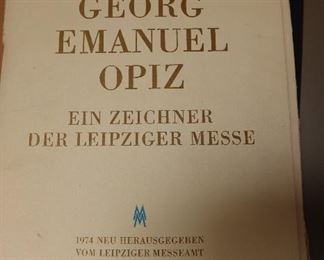 GEORG
EMANUEL
OPIZ
EIN ZEICHNER
DER LEIPZIGER MESSE
MM
1974 NEU HERAUSGEGEBEN
VOM LEIPZIGER MESSEAMT